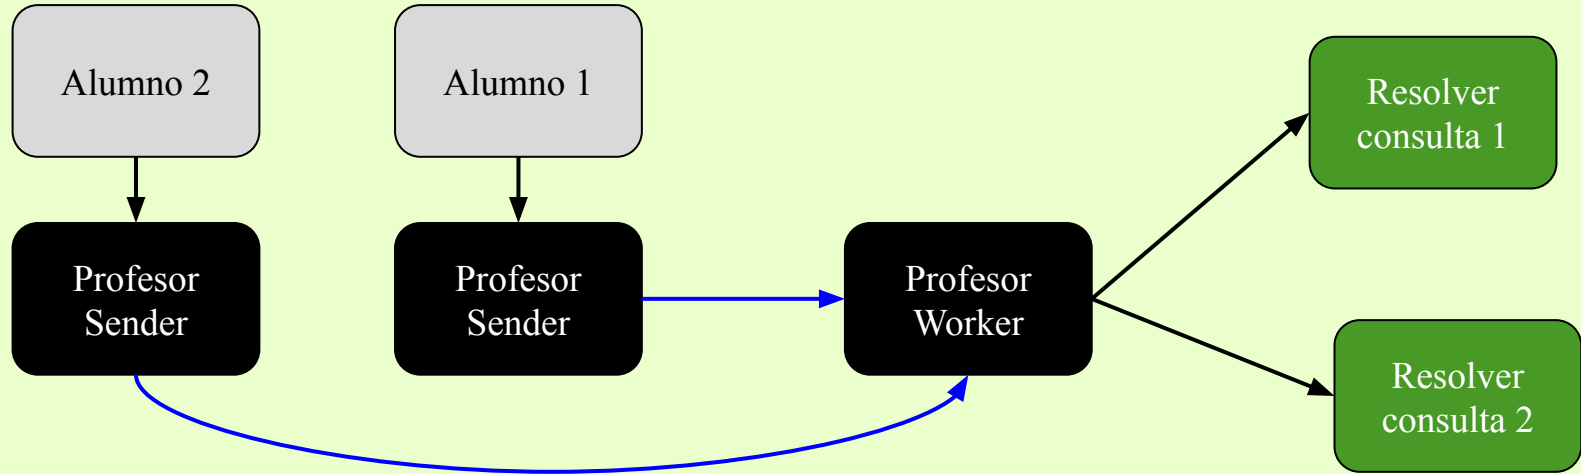 Alumno 2
Alumno 1
Resolver
consulta 1
Profesor
Sender
Profesor
Sender
Profesor
Worker
Resolver
consulta 2